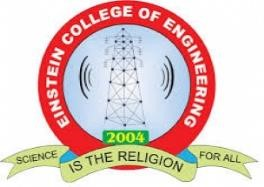 EINSTEIN COLLEGE OF ENGINEERING
2004
SCIENCE IS THE RELIGION FOR ALL